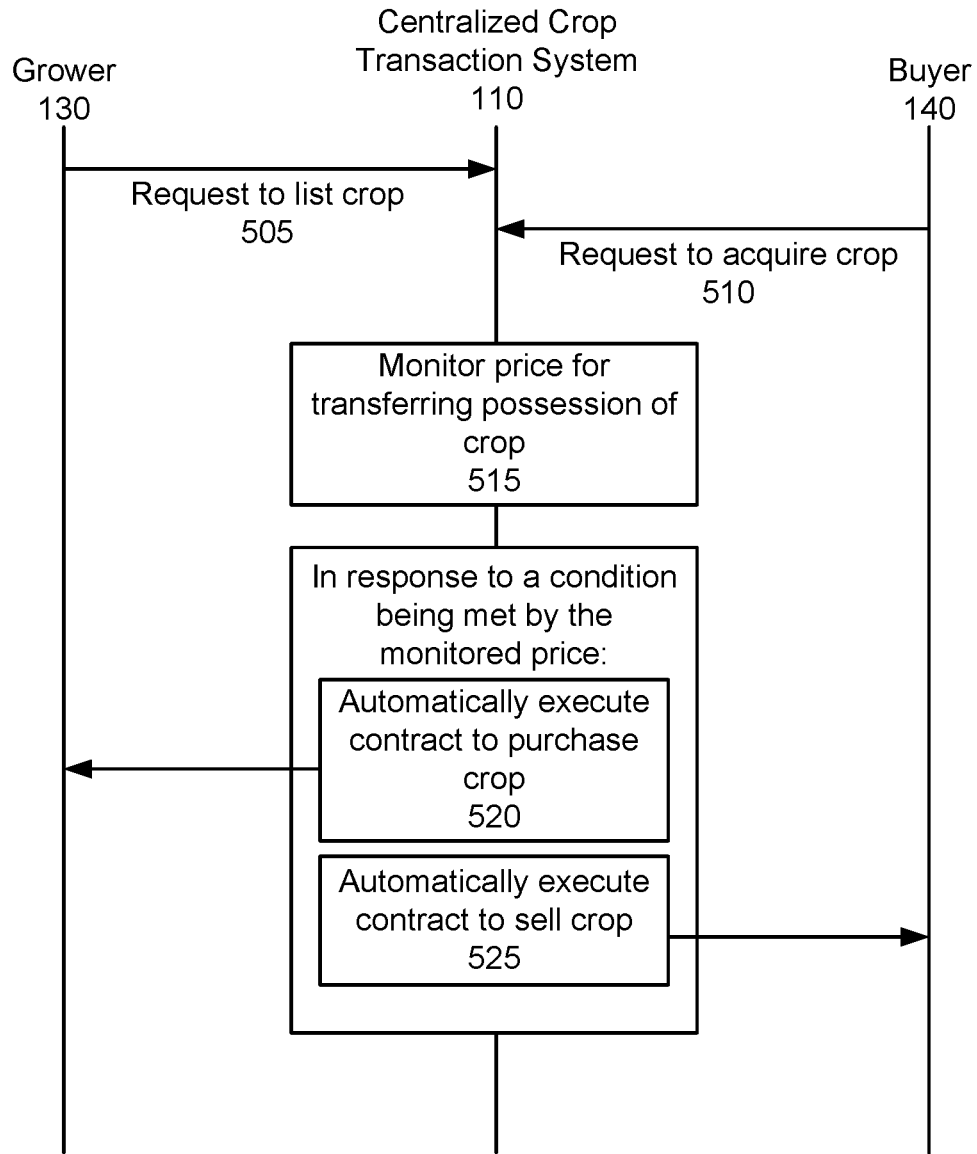 Centralized Crop
Transaction System
110
Grower
130
Buyer
140
Request to list crop
505
Request to acquire crop
510
Monitor price for
transferring possession of
crop
515
In response to a condition
being met by the
monitored price:
Automatically execute
contract to purchase
crop
520
Automatically execute
contract to sell crop
525